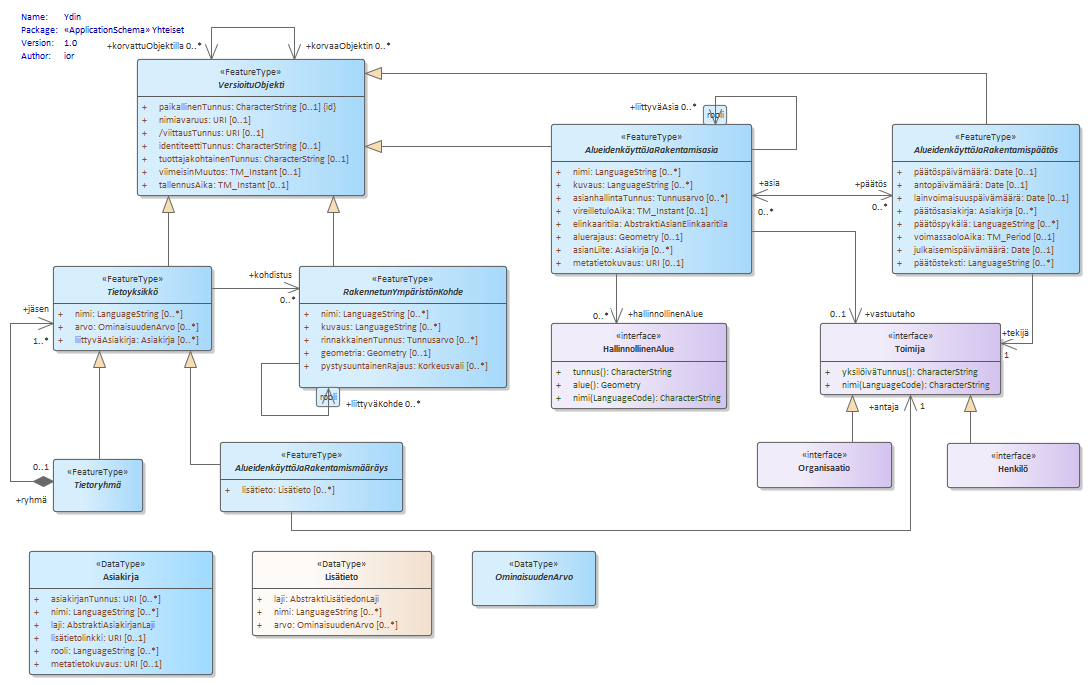 Name: Ydin
Package: «ApplicationSchema» Yhteiset
Version: 1.0
Author: ior
+korvattuObjektilla 0..*
+korvaaObjektin 0..*
«FeatureType»
VersioituObjekti
+ paikallinenTunnus: CharacterString [0..1] {id}
+ nimiavaruus: URI [0..1]
+ /viittausTunnus: URI [0..1]
+ identiteettiTunnus: CharacterString [0..1]
+ tuottajakohtainenTunnus: CharacterString [0..1]
+ viimeisinMuutos: TM_Instant [0..1]
+ tallennusAika: TM_Instant [0..1]
+liittyväAsia 0..*
rooli
«FeatureType»
AlueidenkäyttöJaRakentamisasia
+ nimi: LanguageString [0..*]
+ kuvaus: LanguageString [0..*]
+ asianhallintaTunnus: Tunnusarvo [0..*]
+ vireilletuloAika: TM_Instant [0..1]
+ elinkaaritila: AbstraktiAsianElinkaaritila
+ aluerajaus: Geometry [0..1]
+ asianLiite: Asiakirja [0..*]
+ metatietokuvaus: URI [0..1]
+asia
0..*
+päätös
0..*
«FeatureType»
AlueidenkäyttöJaRakentamispäätös
+ päätöspäivämäärä: Date [0..1]
+ antopäivämäärä: Date [0..1]
+ lainvoimaisuuspäivämäärä: Date [0..1]
+ päätösasiakirja: Asiakirja [0..*]
+ päätöspykälä: LanguageString [0..*]
+ voimassaoloAika: TM_Period [0..1]
+ julkaisemispäivämäärä: Date [0..1]
+ päätösteksti: LanguageString [0..*]
«FeatureType»
Tietoyksikkö
+ nimi: LanguageString [0..*]
+ arvo: OminaisuudenArvo [0..*]
+ liittyväAsiakirja: Asiakirja [0..*]
+kohdistus
0..*
«FeatureType»
RakennetunYmpäristönKohde
+ nimi: LanguageString [0..*]
+ kuvaus: LanguageString [0..*]
+ rinnakkainenTunnus: Tunnusarvo [0..*]
+ geometria: Geometry [0..1]
+ pystysuuntainenRajaus: Korkeusväli [0..*]
rooli
+liittyväKohde 0..*
+jäsen
1..*
0..* +hallinnollinenAlue
«interface»
HallinnollinenAlue
+ tunnus(): CharacterString
+ alue(): Geometry
+ nimi(LanguageCode): CharacterString
0..1 +vastuutaho
+tekijä
1
«interface»
Toimija
+ yksilöiväTunnus(): CharacterString
+ nimi(LanguageCode): CharacterString
+antaja 1
«interface»
Organisaatio
«interface»
Henkilö
0..1
+ryhmä
«FeatureType»
Tietoryhmä
«FeatureType»
AlueidenkäyttöJaRakentamismääräys
+ lisätieto: Lisätieto [0..*]
«DataType»
Asiakirja
+ asiakirjanTunnus: URI [0..*]
+ nimi: LanguageString [0..*]
+ laji: AbstraktiAsiakirjanLaji
+ lisätietolinkki: URI [0..1]
+ rooli: LanguageString [0..*]
+ metatietokuvaus: URI [0..1]
«DataType»
Lisätieto
+ laji: AbstraktiLisätiedonLaji
+ nimi: LanguageString [0..*]
+ arvo: OminaisuudenArvo [0..*]
«DataType»
OminaisuudenArvo